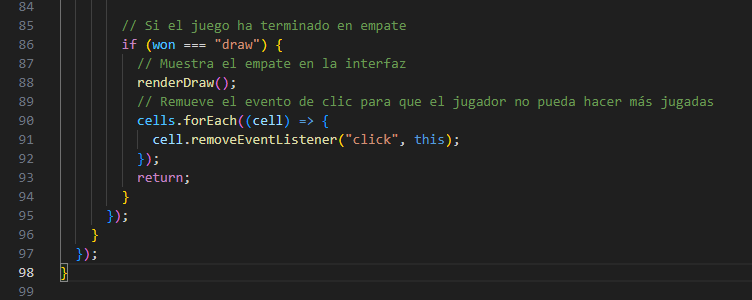 84
85 // Si el juego ha terminado en empate
86 if (won === "draw") {
87 // Muestra el empate en la interfaz
88 renderDraw();
89 // Remueve el evento de clic para que el jugador no pueda hacer más jugadas
90 cells.forEach((cell) => {
91 cell.removeEventListener("click", this);
92 });
93 return;
94 }
95 });
96 }
97 });
98 }
99